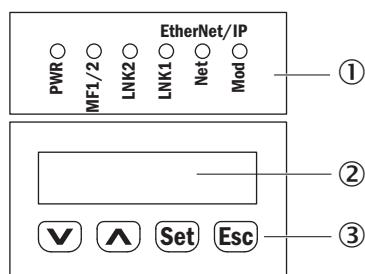 EtherNet/IP
PWR MF1/2 LNK2 LNK1 Net Mod
①
②
Set Esc ③